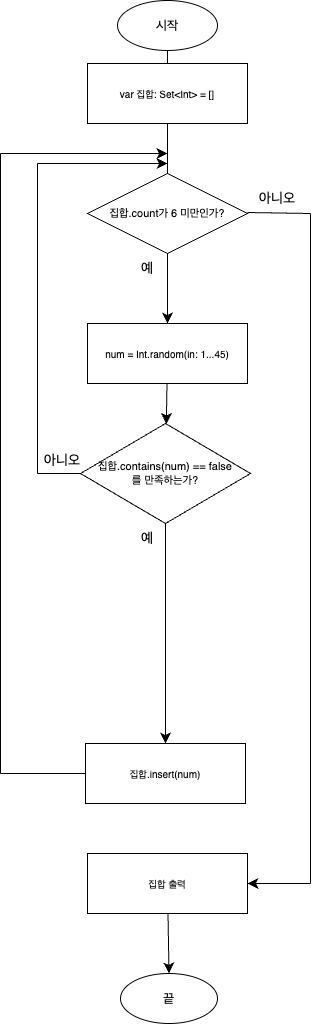 시작
var 집합: Set<Int> = []
집합.count가 6 미만인가?
아니오
예
num = Int.random(in: 1...45)
아니오
집합.contains(num) == false
를 만족하는가?
예
집합.insert(num)
집합 출력
끝